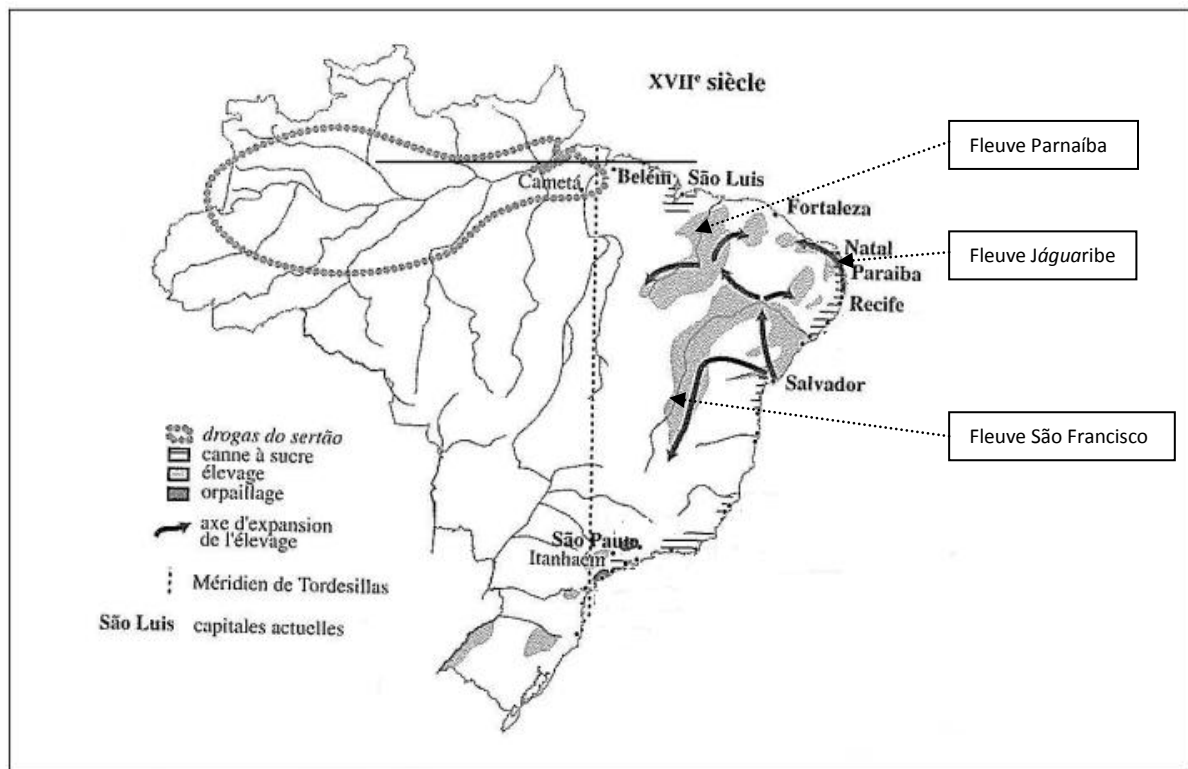 XVIIe siècle
Fleuve Parnaíba
Cametá
Belém
São Luis
Fortaleza
Natal
Fleuve Jáguaribe
Paraiba
Recife
Salvador
Fleuve São Francisco
drogas do sertão
canne à sucre
élevage
orpaillage
axe d'expansion
de l'élevage
São Paulo
Itanhaém
Méridien de Tordesillas
São Luis capitales actuelles